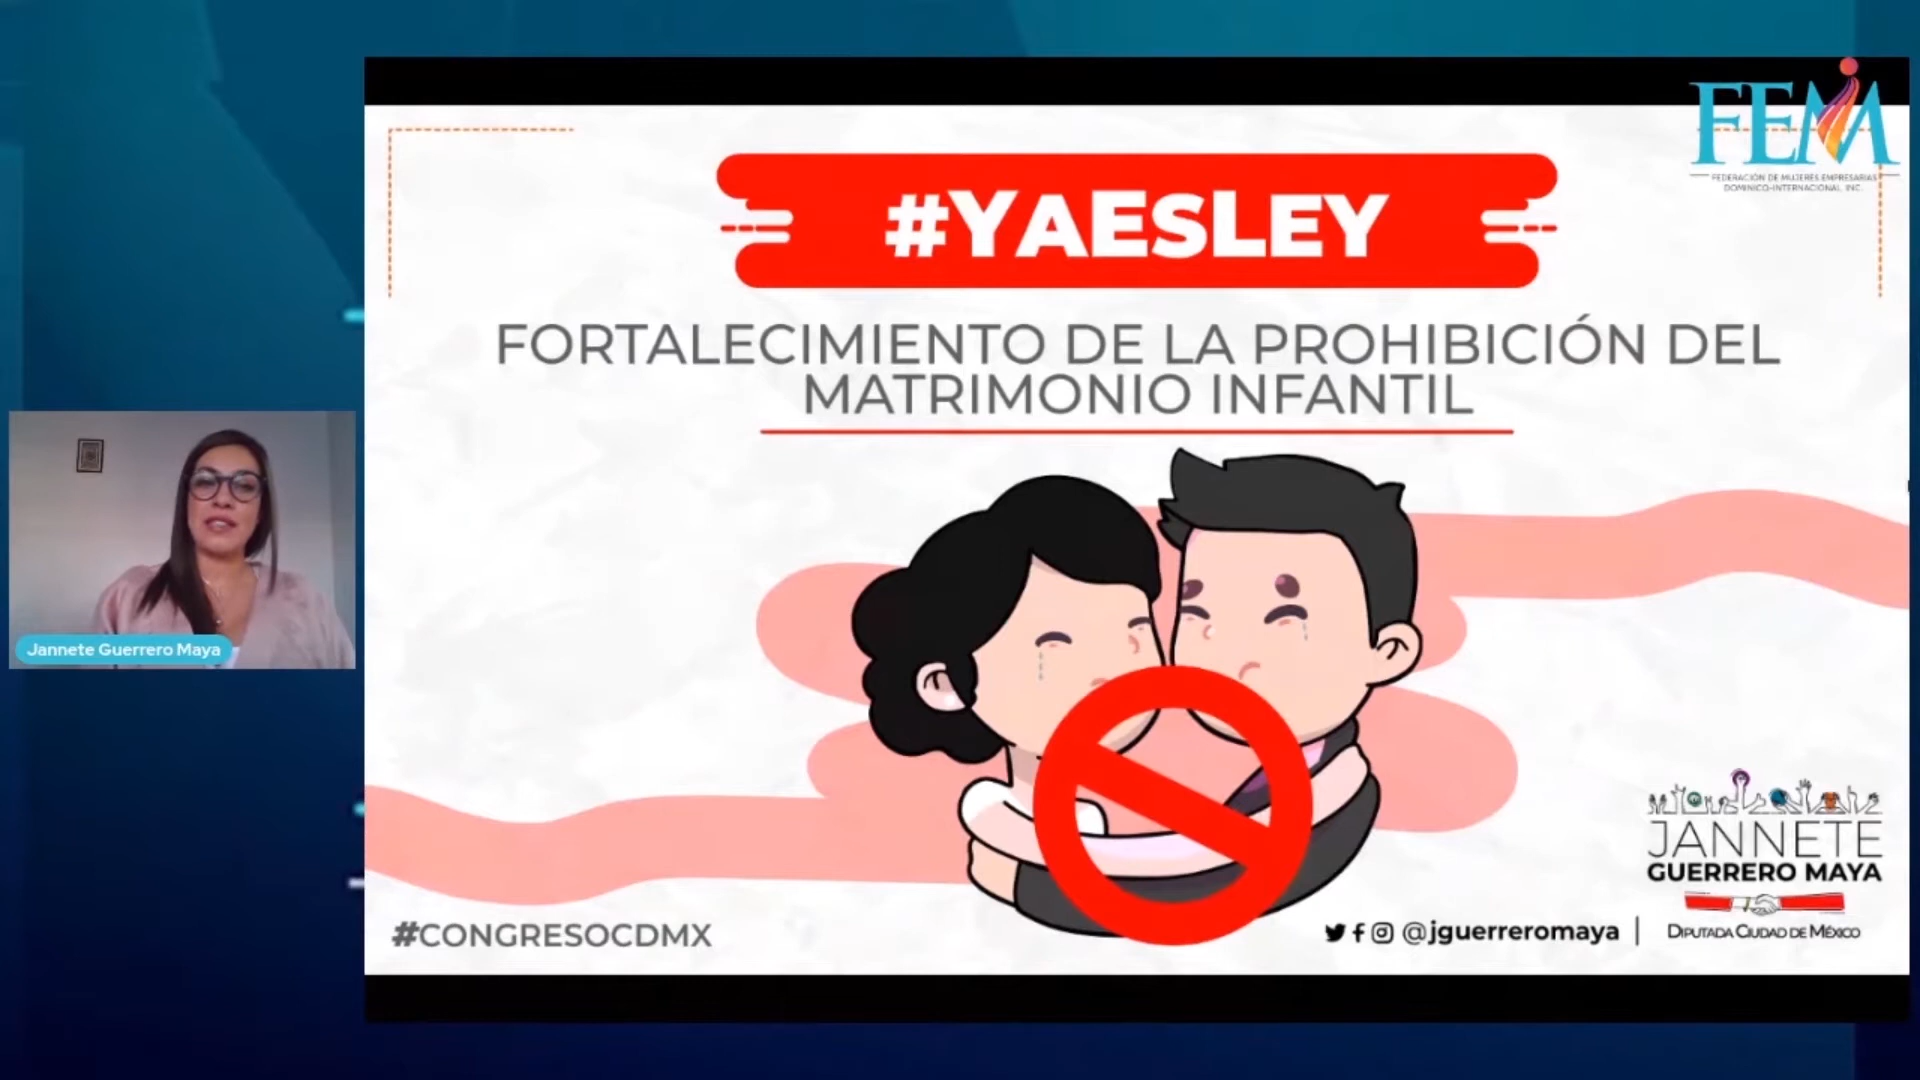 FEM
FEDERACIÓN DE MUJERES EMPRESARIAS
DOMINICO-INTERNACIONAL, INC.
#YAESLEY
FORTALECIMIENTO DE LA PROHIBICIÓN DEL
MATRIMONIO INFANTIL
Jannete Guerrero Maya
JANNETE
GUERRERO MAYA
DIPUTADA CIUDAD DE MÉXICO
#CONGRESOCDMX
@jguerreromaya |